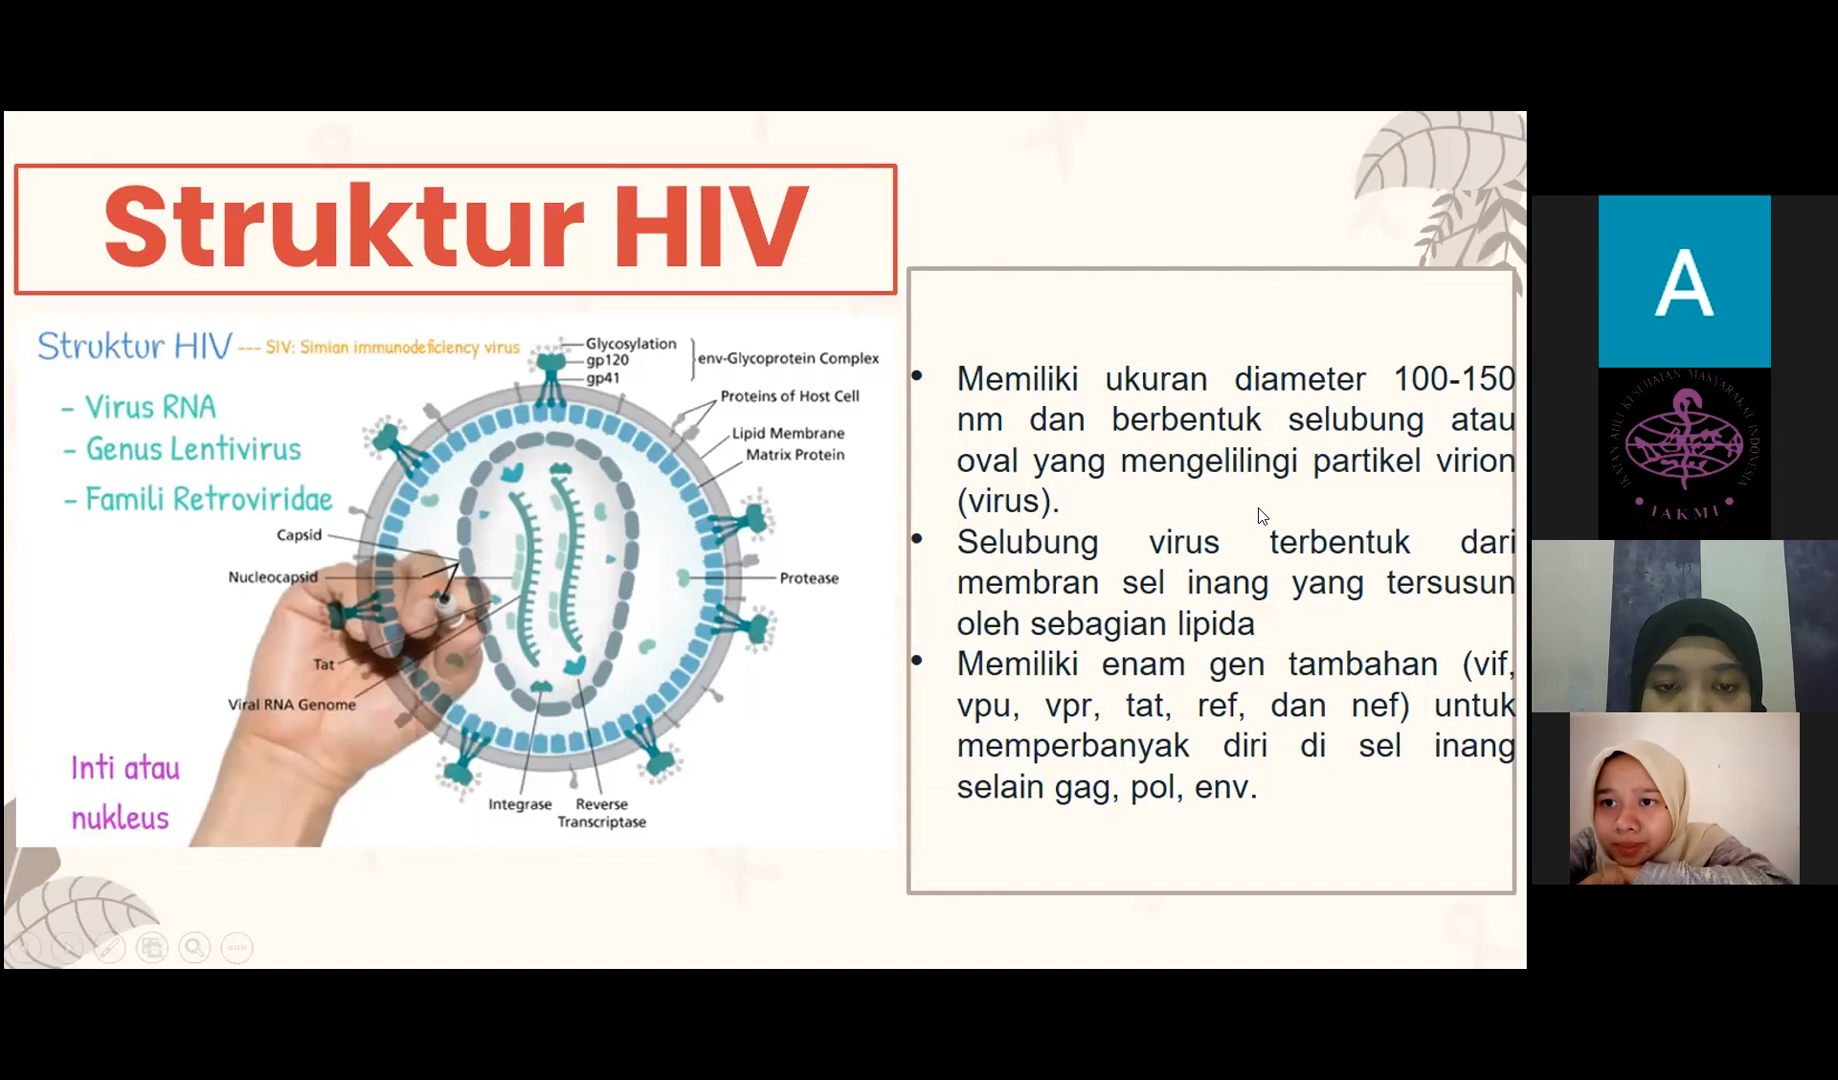 Struktur HIV
Struktur HIV --- SIV: Simian immunodeficiency virus
- Virus RNA
- Genus Lentivirus
- Famili Retroviridae
Glycosylation
gp120
gp41
env-Glycoprotein Complex
Proteins of Host Cell
Lipid Membrane
Matrix Protein
Capsid
Nucleocapsid
Protease
Tat
Viral RNA Genome
Integrase
Reverse
Transcriptase
Inti atau
nukleus
• Memiliki ukuran diameter 100-150
nm dan berbentuk selubung atau
oval yang mengelilingi partikel virion
(virus).
• Selubung virus terbentuk dari
membran sel inang yang tersusun
oleh sebagian lipida
• Memiliki enam gen tambahan (vif,
vpu, vpr, tat, ref, dan nef) untuk
memperbanyak diri di sel inang
selain gag, pol, env.
A
IKATAN AHLI KESEHATAN MASYARAKAT INDONESIA
• IAKMI •